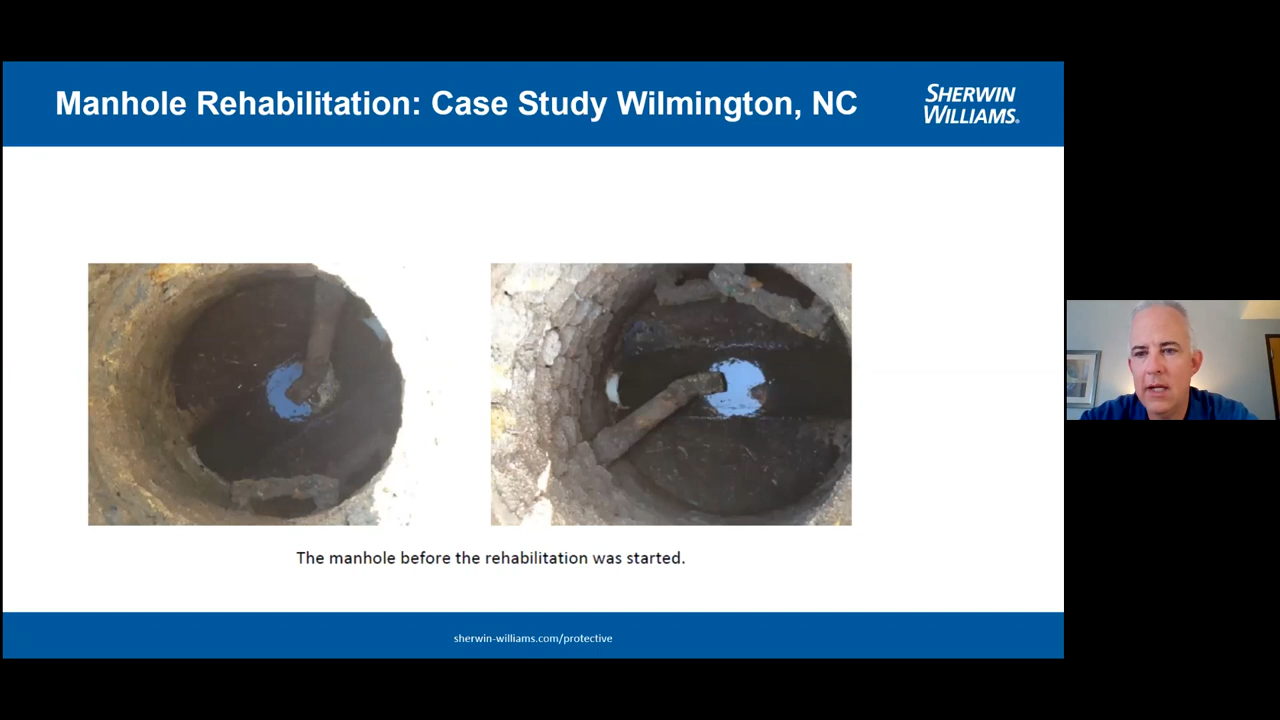 Manhole Rehabilitation: Case Study Wilmington, NC
SHERWIN
WILLIAMS®
The manhole before the rehabilitation was started.
sherwin-williams.com/protective